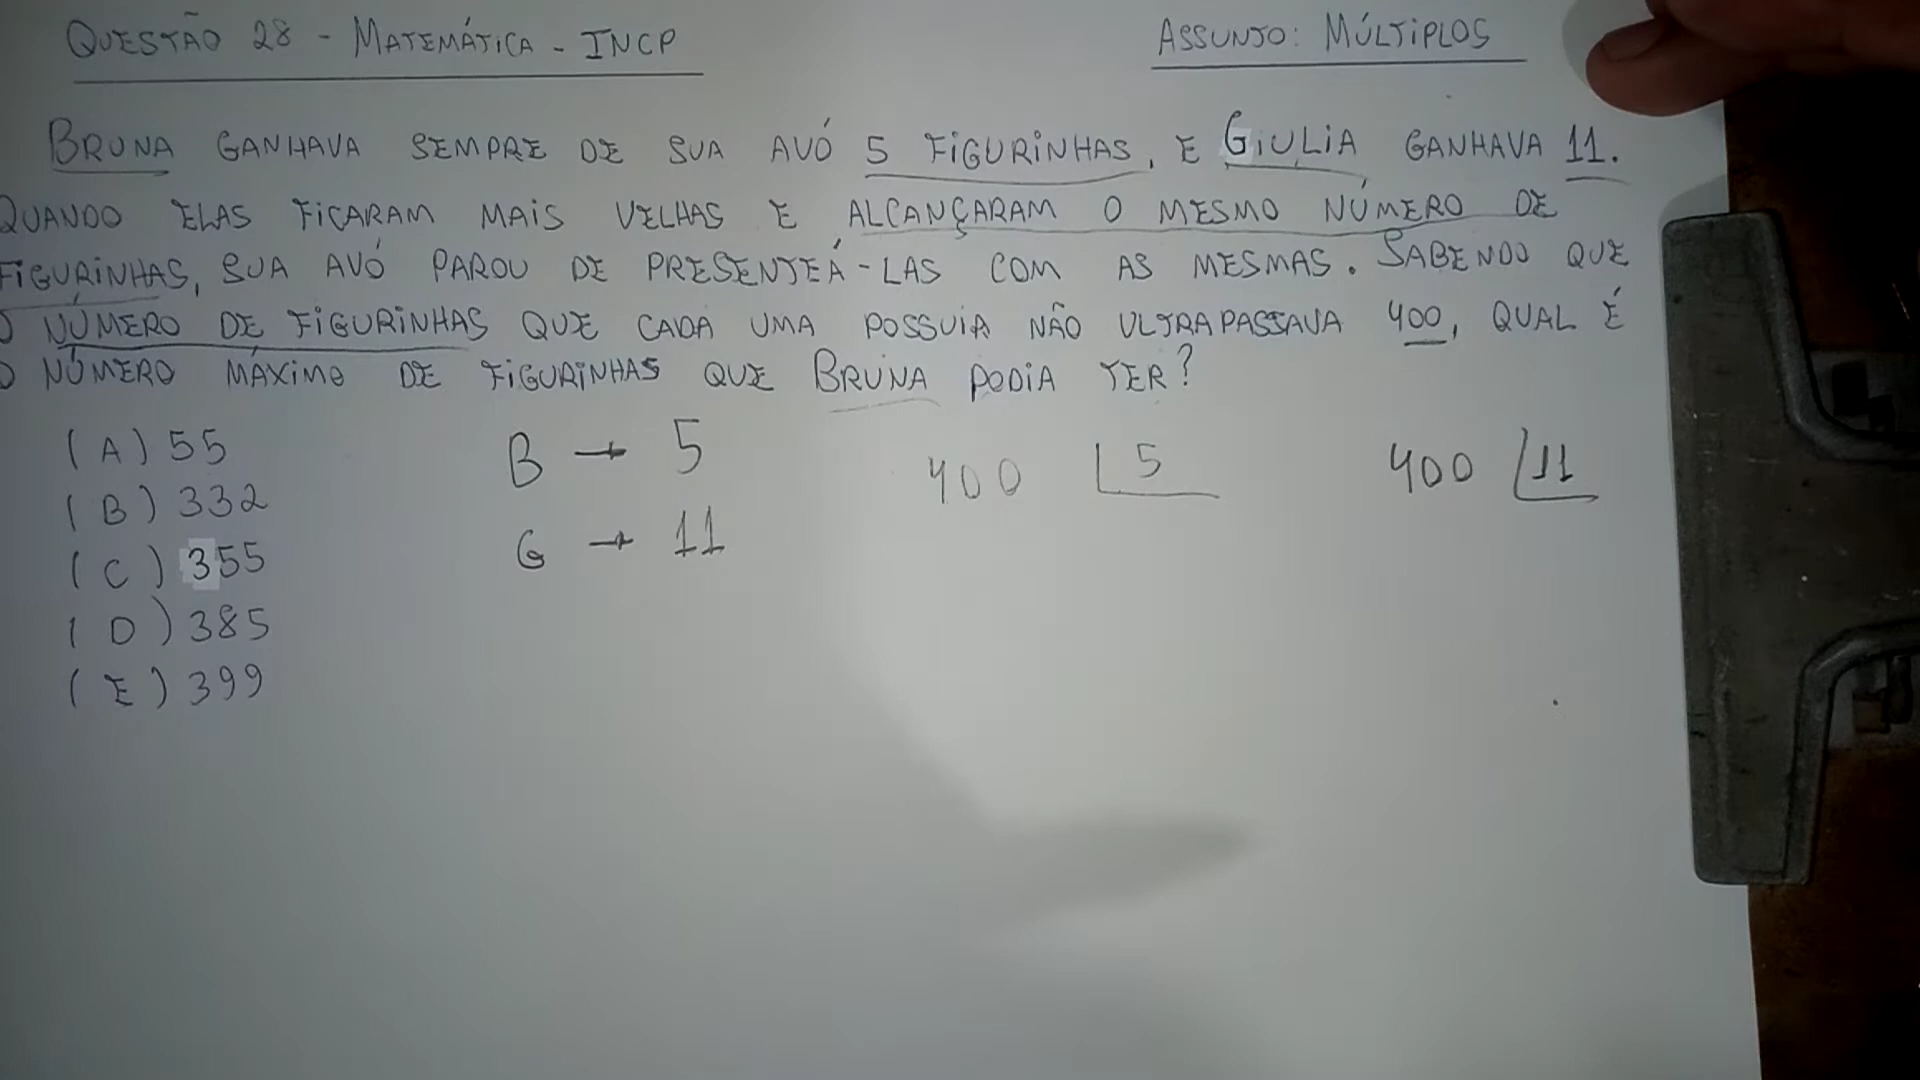 QUESTÃO 28 - MATEMÁTICA - INCP
ASSUNTO: MÚLTIPLOS
BRUNA GANHAVA SEMPRE DE SUA AVÓ 5 FIGURINHAS, E GIULIA GANHAVA 11.
QUANDO ELAS FICARAM MAIS VELHAS E ALCANÇARAM O MESMO NÚMERO DE
FIGURINHAS, SUA AVÓ PAROU DE PRESENTEÁ-LAS COM AS MESMAS. SABENDO QUE
O NÚMERO DE FIGURINHAS QUE CADA UMA POSSUIA NÃO ULTRAPASSAVA 400, QUAL É
O NÚMERO MÁXIMO DE FIGURINHAS QUE BRUNA PODIA TER?
(A) 55
(B) 332
(C) 355
(D) 385
(E) 399
B → 5
G → 11
400 5
400 11